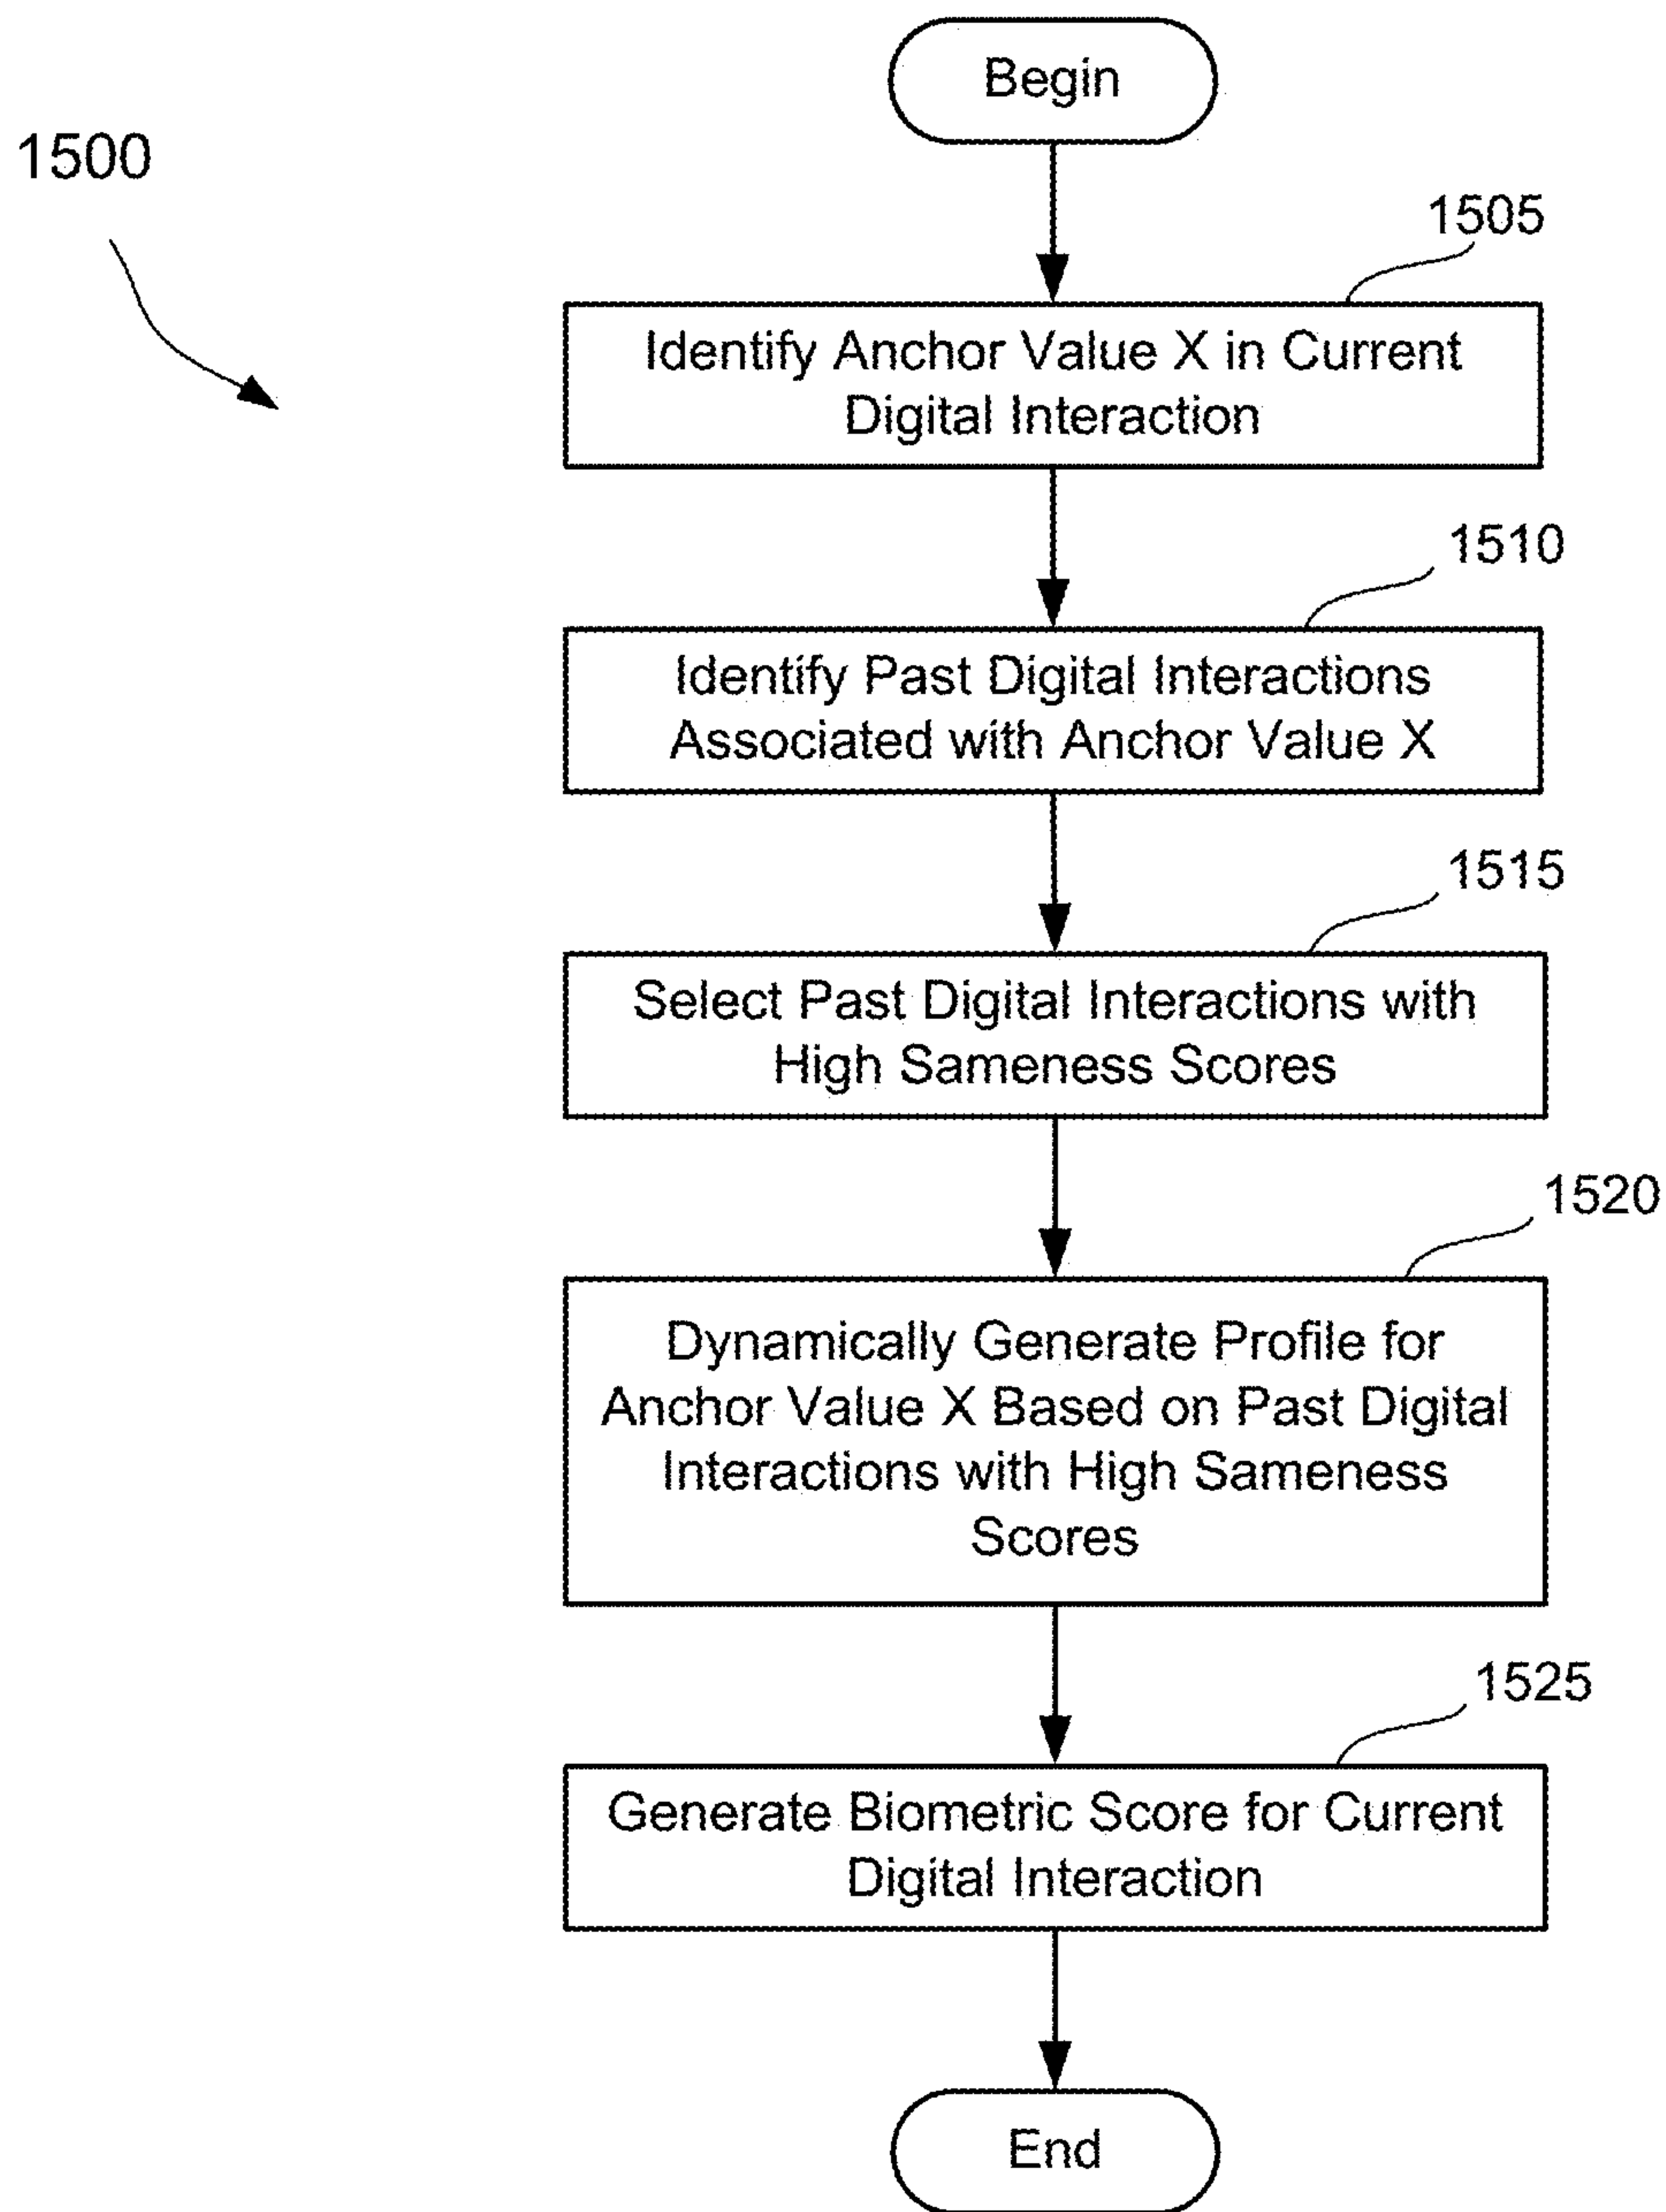 Begin
1500
1505
Identify Anchor Value X in Current
Digital Interaction
1510
Identify Past Digital Interactions
Associated with Anchor Value X
1515
Select Past Digital Interactions with
High Sameness Scores
1520
Dynamically Generate Profile for
Anchor Value X Based on Past Digital
Interactions with High Sameness
Scores
1525
Generate Biometric Score for Current
Digital Interaction
End